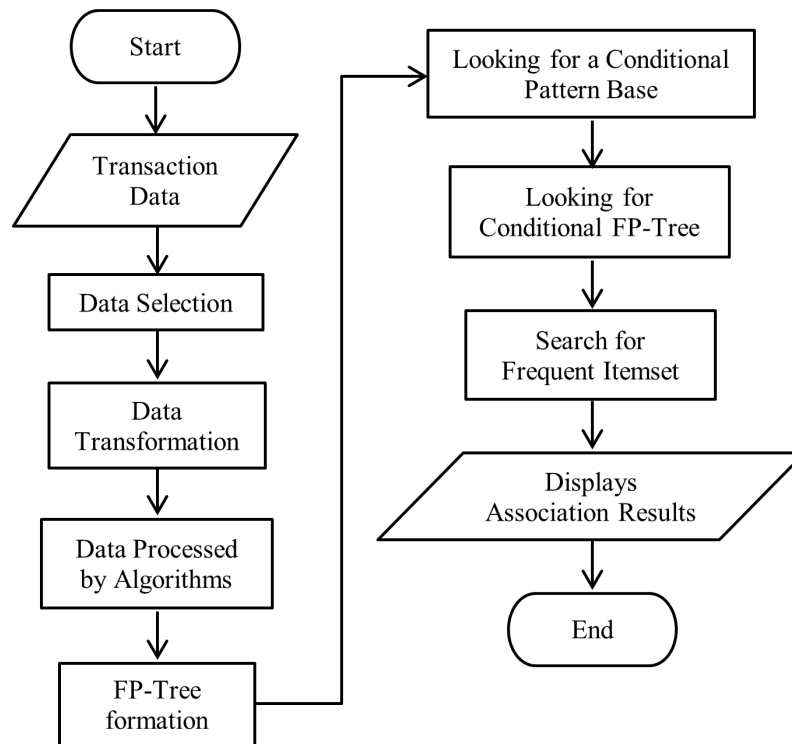 Start
Transaction
Data
Data Selection
Data
Transformation
Data Processed
by Algorithms
FP-Tree
formation
Looking for a Conditional
Pattern Base
Looking for
Conditional FP-Tree
Search for
Frequent Itemset
Displays
Association Results
End